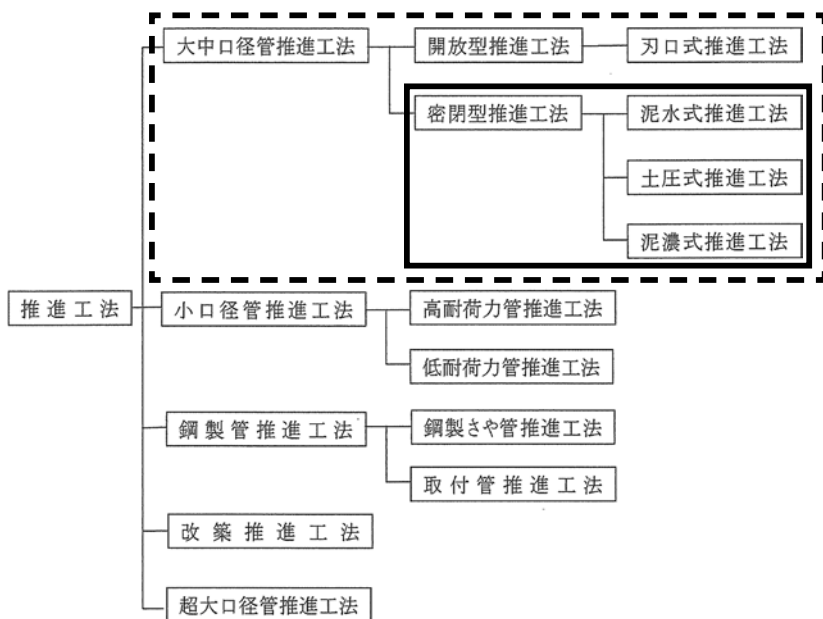 大中口径管推進工法
開放型推進工法
刃口式推進工法
密閉型推進工法
泥水式推進工法
土圧式推進工法
泥濃式推進工法
推進工法
小口径管推進工法
高耐荷力管推進工法
低耐荷力管推進工法
鋼製管推進工法
鋼製さや管推進工法
取付管推進工法
改築推進工法
超大口径管推進工法